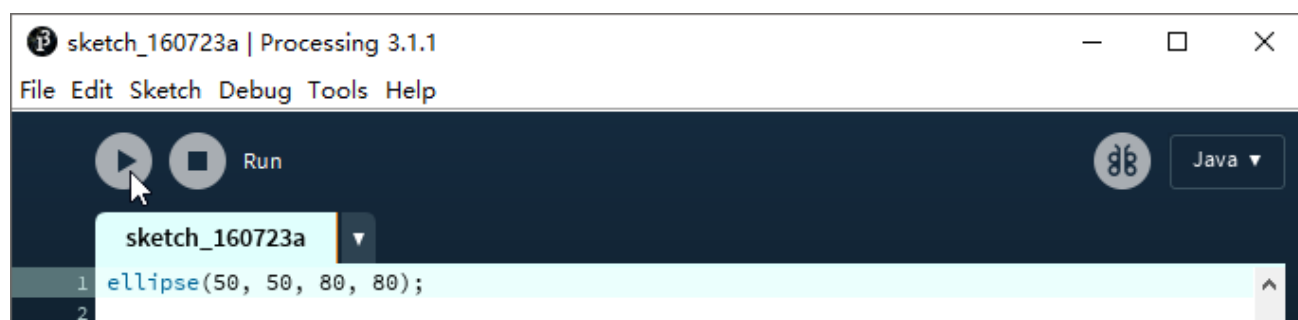 sketch_160723a | Processing 3.1.1
File Edit Sketch Debug Tools Help
Run
Java ▼
sketch_160723a ▼
1 ellipse(50, 50, 80, 80);
2